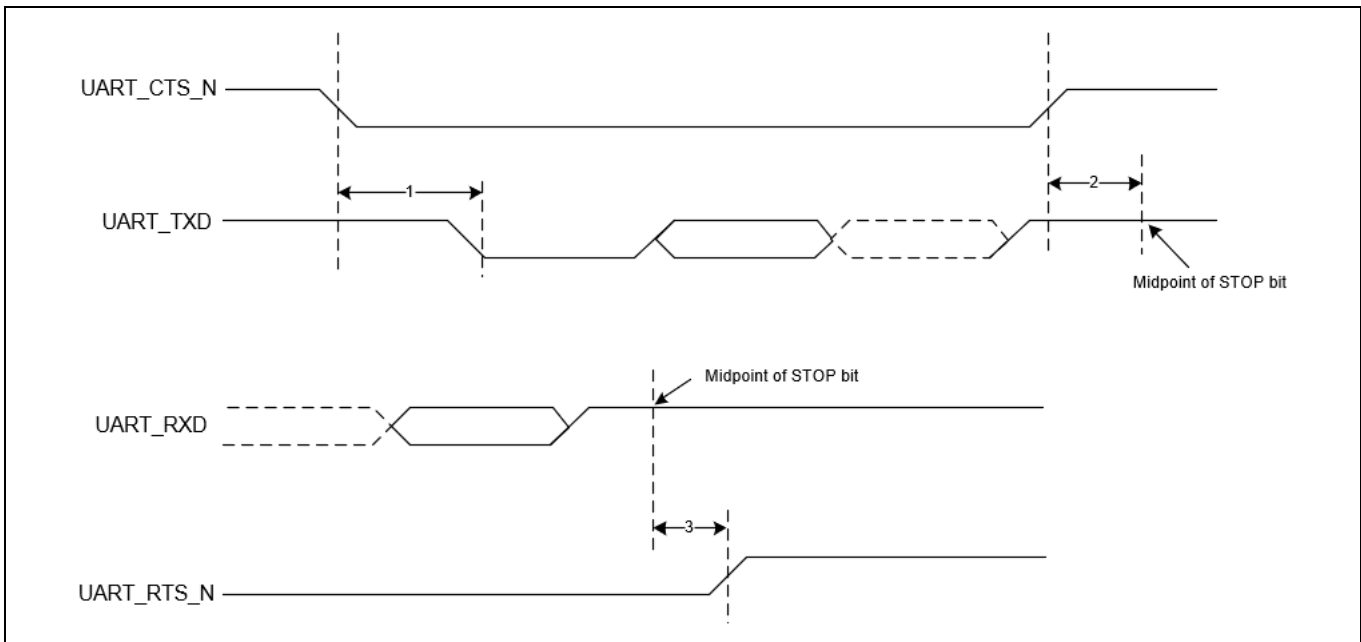 UART_CTS_N
1
2
UART_TXD
Midpoint of STOP bit
Midpoint of STOP bit
UART_RXD
3
UART_RTS_N